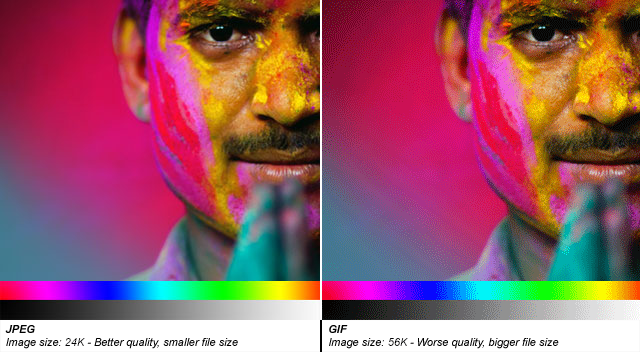 JPEG
Image size: 24K - Better quality, smaller file size
GIF
Image size: 56K - Worse quality, bigger file size